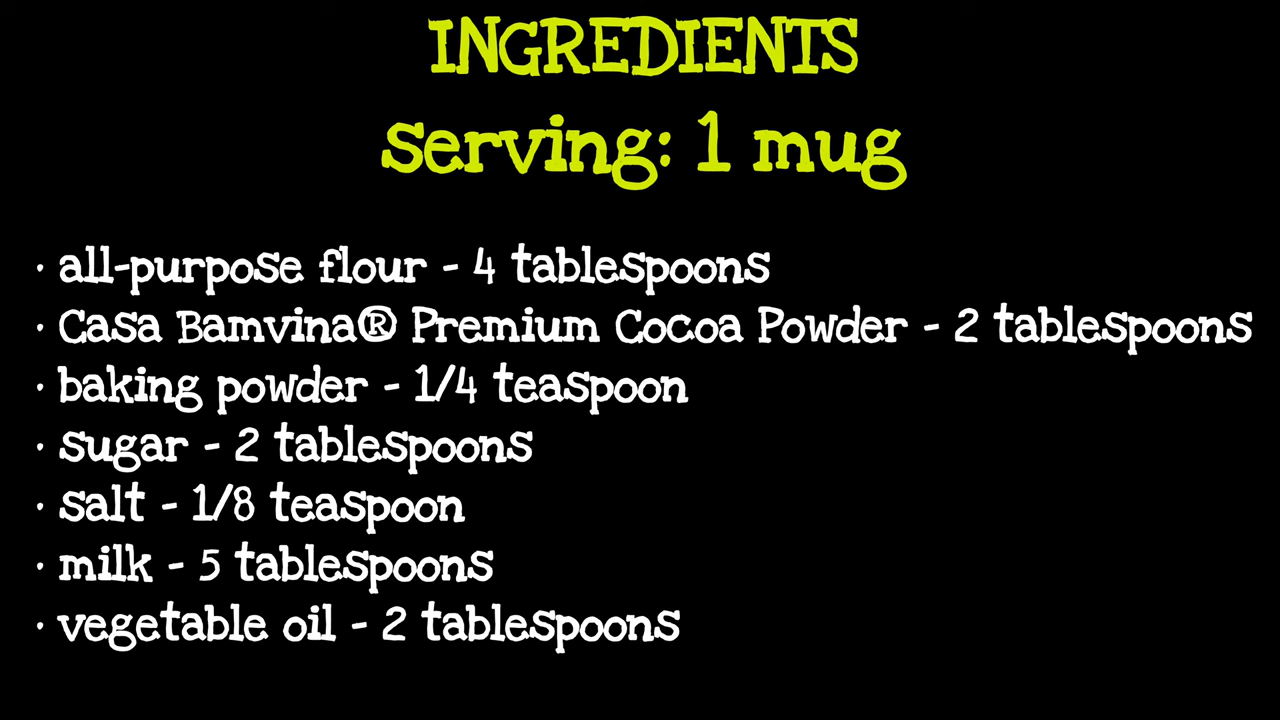 INGREDIENTS
serving: 1 mug
· all-purpose flour - 4 tablespoons
· Casa Bamvina® Premium Cocoa Powder - 2 tablespoons
· baking powder - 1/4 teaspoon
· sugar - 2 tablespoons
· salt - 1/8 teaspoon
· milk - 5 tablespoons
· vegetable oil - 2 tablespoons